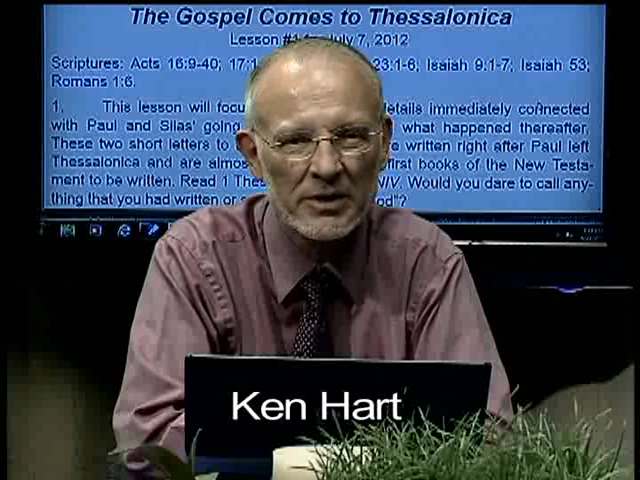 The Gospel Comes to Thessalonica
Lesson #1 for July 7, 2012
Scriptures: Acts 16:9-40; 17:1 23:1-6, Isaiah 9.1-7; Isaiah 53;
Romans 1:6.
1. This lesson will focu details immediately connected
with Paul and Silas' going what happened thereafter.
These two short letters to e written right after Paul left
Thessalonica and are almos first books of the New Testa-
ment to be written. Read 1 Thes NIV. Would you dare to call any-
thing that you had written or s od"?
Ken Hart